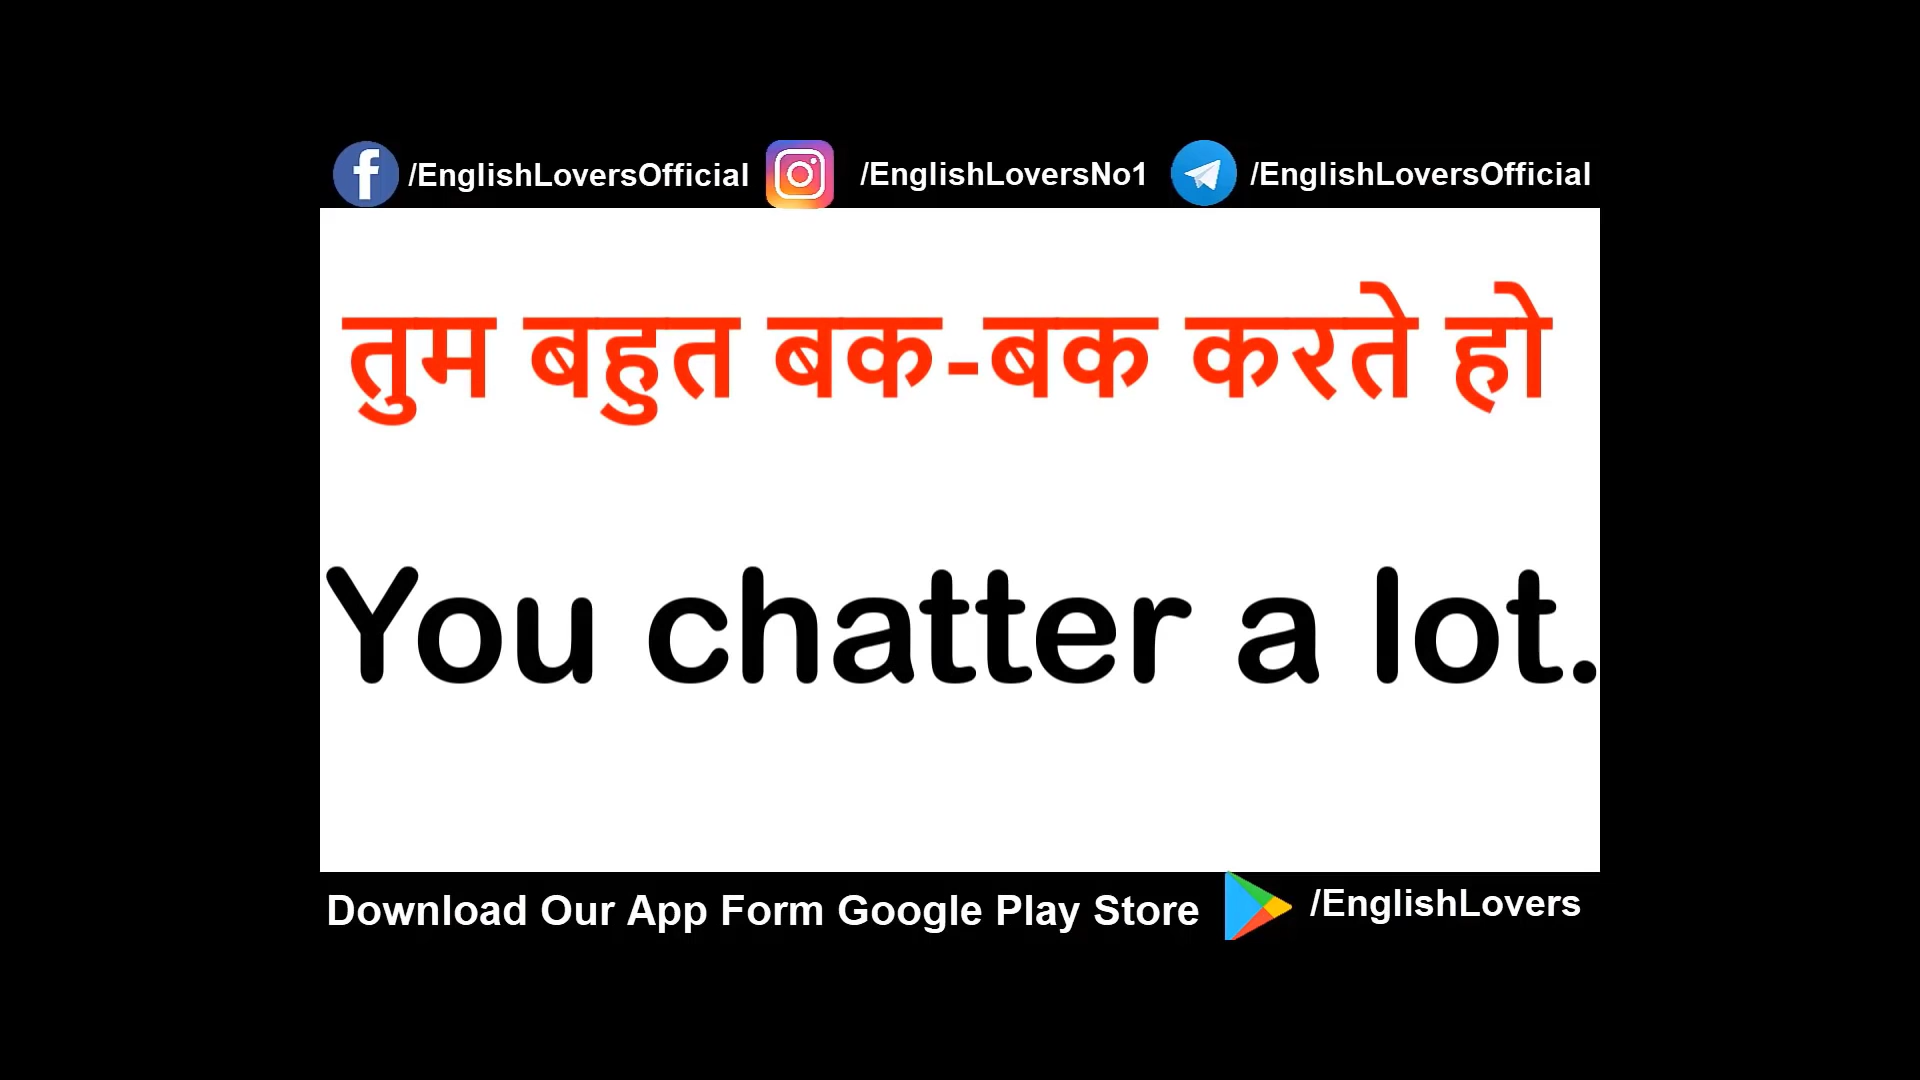 /EnglishLoversOfficial /EnglishLoversNo1 /EnglishLoversOfficial
तुम बहुत बक-बक करते हो
You chatter a lot.
Download Our App Form Google Play Store /EnglishLovers